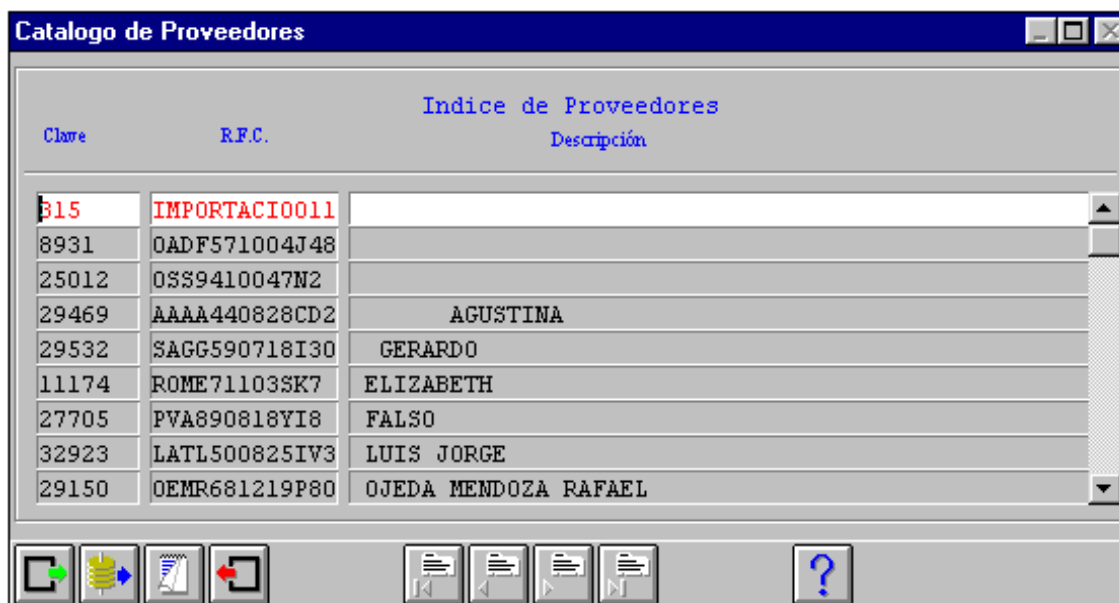 Catalogo de Proveedores
Indice de Proveedores
Clave R.F.C. Descripción
315 IMPORTACI0011
8931 0ADF571004J48
25012 0SS9410047N2
29469 AAAA440828CD2 AGUSTINA
29532 SAGG590718I30 GERARDO
11174 ROME71103SK7 ELIZABETH
27705 PVA890818YI8 FALSO
32923 LATL500825IV3 LUIS JORGE
29150 OEMR681219P80 OJEDA MENDOZA RAFAEL
?